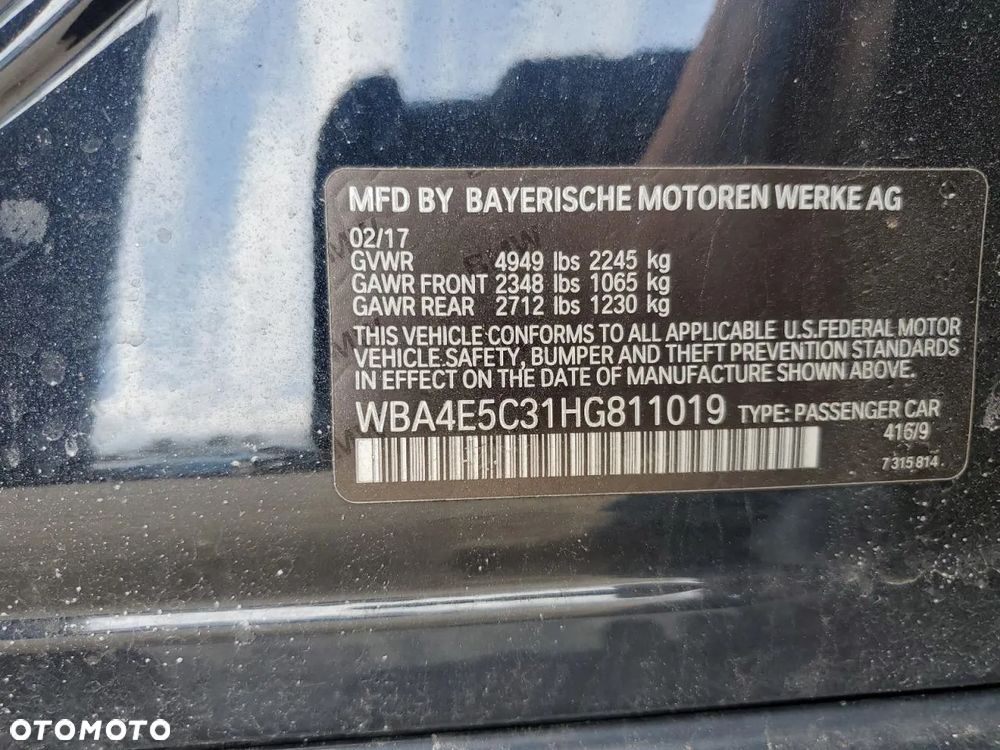 MFD BY BAYERISCHE MOTOREN WERKE AG
02/17
GVWR 4949 lbs 2245 kg
GAWR FRONT 2348 lbs 1065 kg
GAWR REAR 2712 lbs 1230 kg
THIS VEHICLE CONFORMS TO ALL APPLICABLE U.S.FEDERAL MOTOR
VEHICLE.SAFETY, BUMPER AND THEFT PREVENTION STANDARDS
IN EFFECT ON THE DATE OF MANUFACTURE SHOWN ABOVE.
WBA4E5C31HG811019 TYPE: PASSENGER CAR
416/9
7 315 814
OTOMOTO